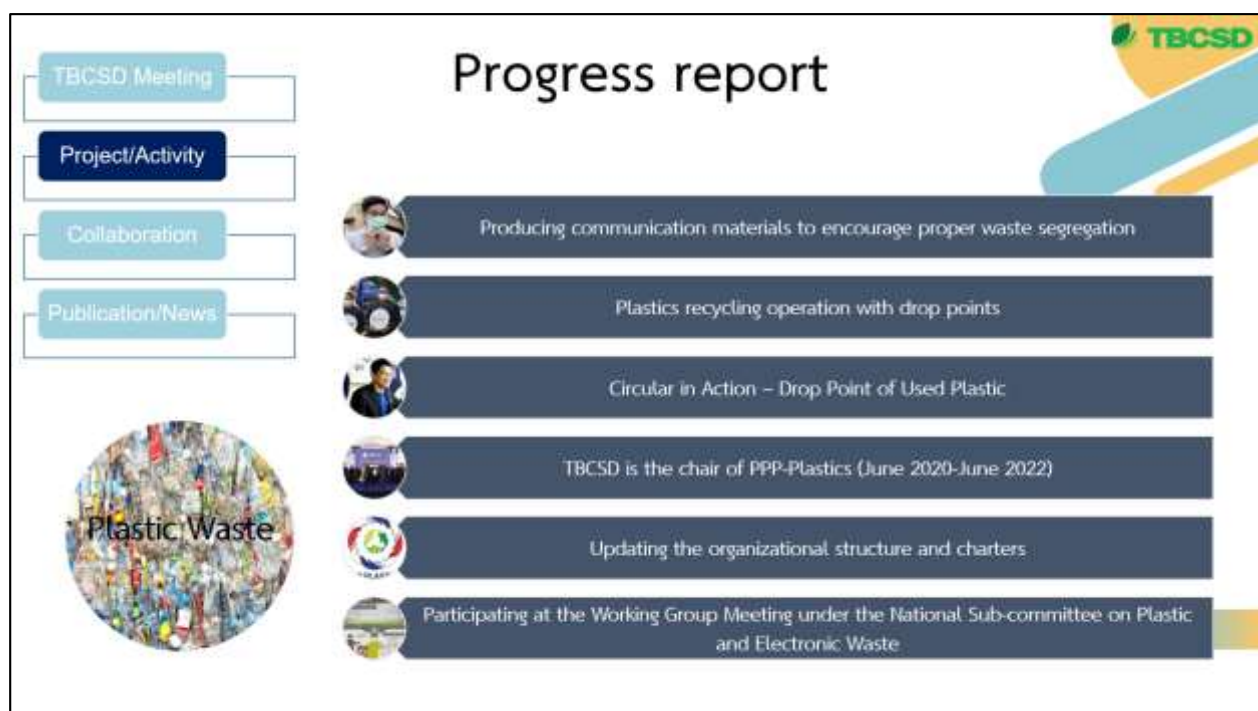 TBCSD
Progress report
TBCSD Meeting
Project/Activity
Collaboration
Publication/News
Plastic Waste
Producing communication materials to encourage proper waste segregation
Plastics recycling operation with drop points
Circular in Action – Drop Point of Used Plastic
TBCSD is the chair of PPP-Plastics (June 2020-June 2022)
Updating the organizational structure and charters
Participating at the Working Group Meeting under the National Sub-committee on Plastic
and Electronic Waste